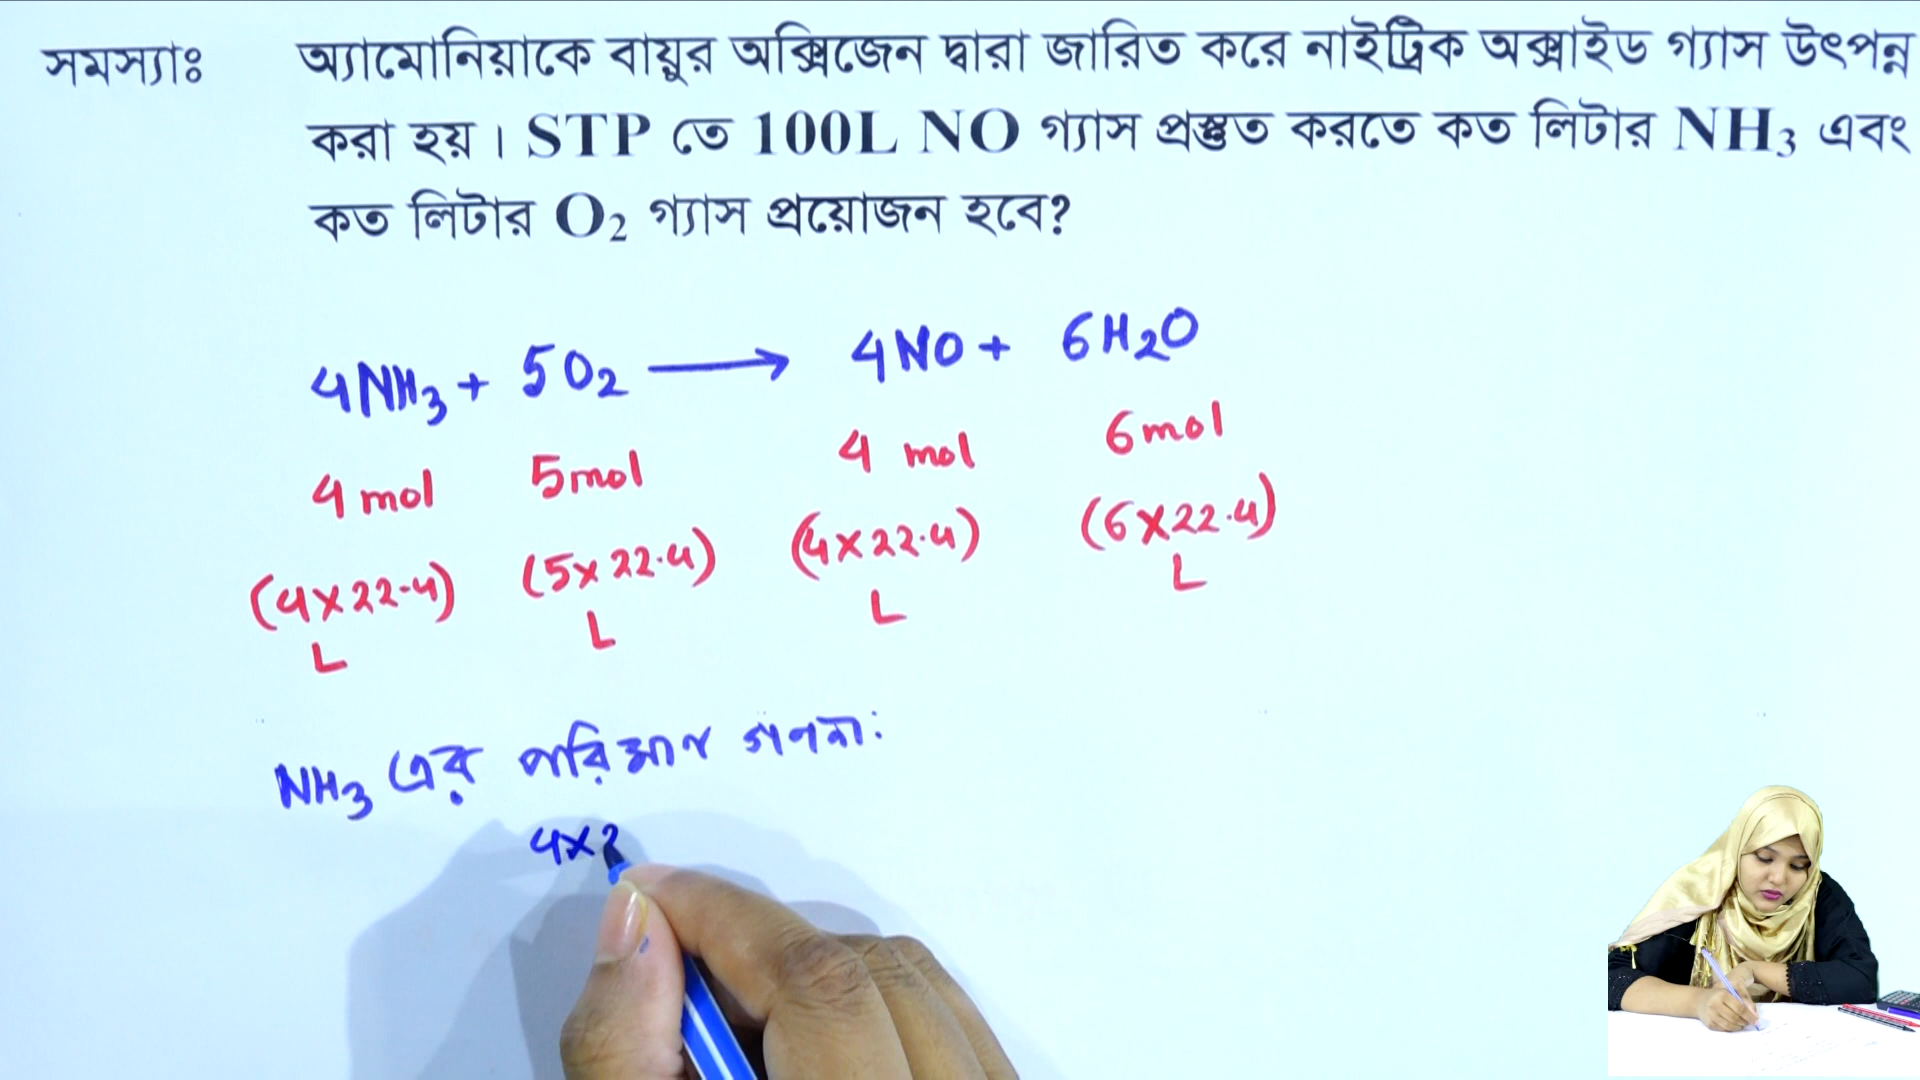 সমস্যাঃ অ্যামোনিয়াকে বায়ুর অক্সিজেন দ্বারা জারিত করে নাইট্রিক অক্সাইড গ্যাস উৎপন্ন
করা হয়। STP তে 100L NO গ্যাস প্রস্তুত করতে কত লিটার NH₃ এবং
কত লিটার O₂ গ্যাস প্রয়োজন হবে?
4NH₃ + 5O₂ ⟶ 4NO + 6H₂O
4 mol 5mol 4 mol 6mol
(4×22.4) (5×22.4) (4×22.4) (6×22.4)
L L L L
NH₃ এর পরিমান গণনা:
4×2